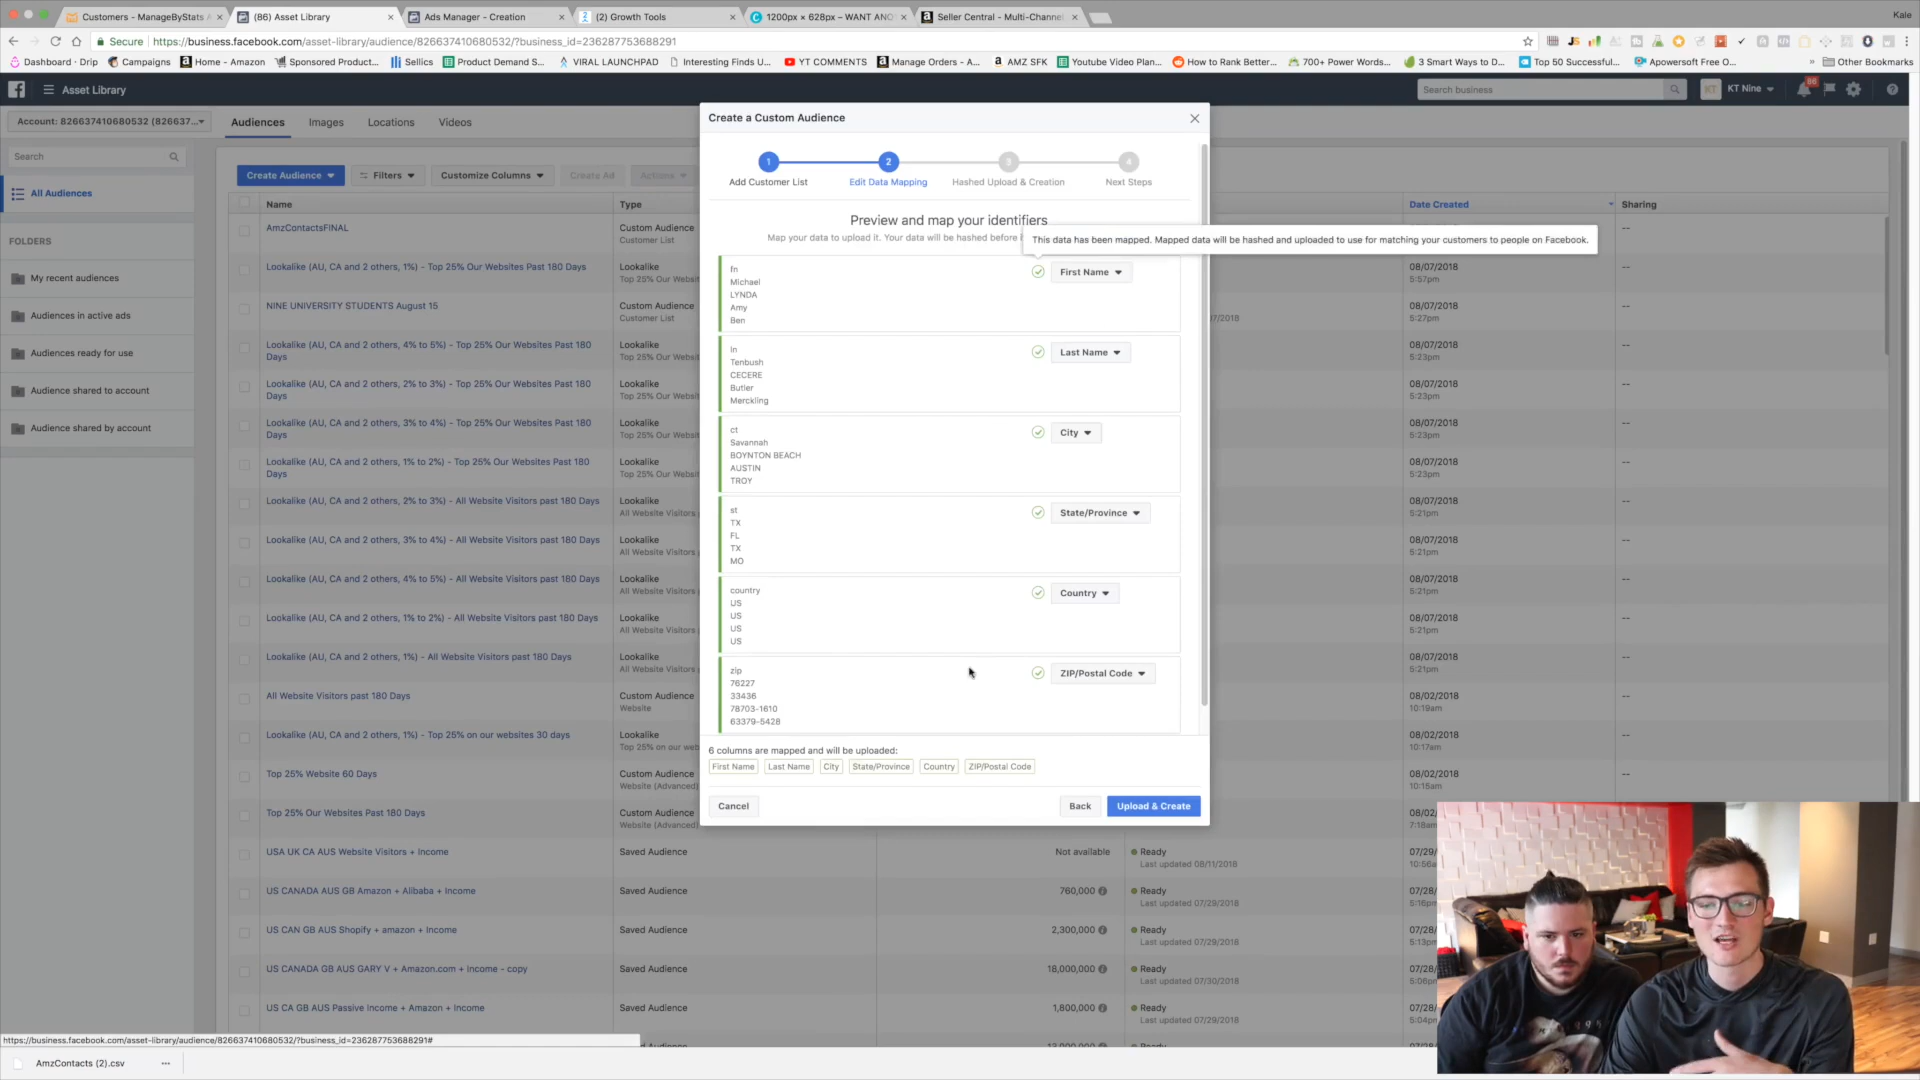 Customers - ManageByStats
(86) Asset Library
Ads Manager - Creation
(2) Growth Tools
1200px × 628px – WANT ANO
Seller Central - Multi-Channel
Kale
Secure
https://business.facebook.com/asset-library/audience/826637410680532/?business_id=236287753688291
Dashboard · Drip
Campaigns
Home - Amazon
Sponsored Product...
Sellics
Product Demand S...
VIRAL LAUNCHPAD
Interesting Finds U...
YT COMMENTS
Manage Orders - A...
AMZ SFK
Youtube Video Plan...
How to Rank Better...
700+ Power Words...
3 Smart Ways to D...
Top 50 Successful...
Apowersoft Free O...
»
Other Bookmarks
Asset Library
Search business
KT
KT Nine
86
Account: 826637410680532 (826637...
Audiences
Images
Locations
Videos
Search
All Audiences
FOLDERS
My recent audiences
Audiences in active ads
Audiences ready for use
Audience shared to account
Audience shared by account
Create Audience
Filters
Customize Columns
Create Ad
Actions
Name
Type
Date Created
Sharing
AmzContactsFINAL
Custom Audience
Customer List
--
Lookalike (AU, CA and 2 others, 1%) - Top 25% Our Websites Past 180 Days
Lookalike
Top 25% Our Websi
08/07/2018
5:57pm
--
NINE UNIVERSITY STUDENTS August 15
Custom Audience
Customer List
07/2018
08/07/2018
5:27pm
--
Lookalike (AU, CA and 2 others, 4% to 5%) - Top 25% Our Websites Past 180
Days
Lookalike
Top 25% Our Websi
08/07/2018
5:23pm
--
Lookalike (AU, CA and 2 others, 2% to 3%) - Top 25% Our Websites Past 180
Days
Lookalike
Top 25% Our Websi
08/07/2018
5:23pm
--
Lookalike (AU, CA and 2 others, 3% to 4%) - Top 25% Our Websites Past 180
Days
Lookalike
Top 25% Our Websi
08/07/2018
5:23pm
--
Lookalike (AU, CA and 2 others, 1% to 2%) - Top 25% Our Websites Past 180
Days
Lookalike
Top 25% Our Websi
08/07/2018
5:23pm
--
Lookalike (AU, CA and 2 others, 2% to 3%) - All Website Visitors past 180 Days
Lookalike
All Website Visitors
08/07/2018
5:21pm
--
Lookalike (AU, CA and 2 others, 3% to 4%) - All Website Visitors past 180 Days
Lookalike
All Website Visitors
08/07/2018
5:21pm
--
Lookalike (AU, CA and 2 others, 4% to 5%) - All Website Visitors past 180 Days
Lookalike
All Website Visitors
08/07/2018
5:21pm
--
Lookalike (AU, CA and 2 others, 1% to 2%) - All Website Visitors past 180 Days
Lookalike
All Website Visitors
08/07/2018
5:21pm
--
Lookalike (AU, CA and 2 others, 1%) - All Website Visitors past 180 Days
Lookalike
All Website Visitors
08/07/2018
5:21pm
--
All Website Visitors past 180 Days
Custom Audience
Website
08/02/2018
10:19am
--
Lookalike (AU, CA and 2 others, 1%) - Top 25% on our websites 30 days
Lookalike
Top 25% on our web
08/02/2018
10:17am
--
Top 25% Website 60 Days
Custom Audience
Website (Advanced)
08/02/2018
10:15am
--
Top 25% Our Websites Past 180 Days
Custom Audience
Website (Advanced)
08/02
7:18am
USA UK CA AUS Website Visitors + Income
Saved Audience
Not available
Ready
Last updated 08/11/2018
07/29
10:56a
US CANADA AUS GB Amazon + Alibaba + Income
Saved Audience
760,000
Ready
Last updated 07/29/2018
07/28/
5:16pm
US CAN GB AUS Shopify + amazon + Income
Saved Audience
2,300,000
Ready
Last updated 07/29/2018
07/28/
5:13pm
US CANADA GB AUS GARY V + Amazon.com + Income - copy
Saved Audience
18,000,000
Ready
Last updated 07/30/2018
07/28/
5:06pm
US CA GB AUS Passive Income + Amazon + Income
Saved Audience
1,800,000
Ready
Last updated 07/29/2018
07/28/
5:04pm
Create a Custom Audience
1
2
3
4
Add Customer List
Edit Data Mapping
Hashed Upload & Creation
Next Steps
Preview and map your identifiers
Map your data to upload it. Your data will be hashed before
This data has been mapped. Mapped data will be hashed and uploaded to use for matching your customers to people on Facebook.
fn
Michael
LYNDA
Amy
Ben
First Name
ln
Tenbush
CECERE
Butler
Merckling
Last Name
ct
Savannah
BOYNTON BEACH
AUSTIN
TROY
City
st
TX
FL
TX
MO
State/Province
country
US
US
US
US
Country
zip
76227
33436
78703-1610
63379-5428
ZIP/Postal Code
6 columns are mapped and will be uploaded:
First Name
Last Name
City
State/Province
Country
ZIP/Postal Code
Cancel
Back
Upload & Create
https://business.facebook.com/asset-library/audience/826637410680532/?business_id=236287753688291#
AmzContacts (2).csv